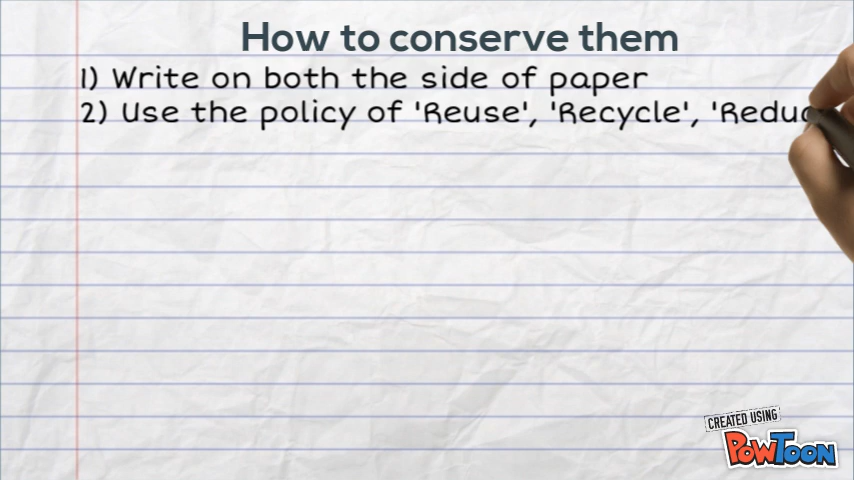 How to conserve them
1) Write on both the side of paper
2) Use the policy of 'Reuse', 'Recycle', 'Reduc
CREATED USING
POWTOON